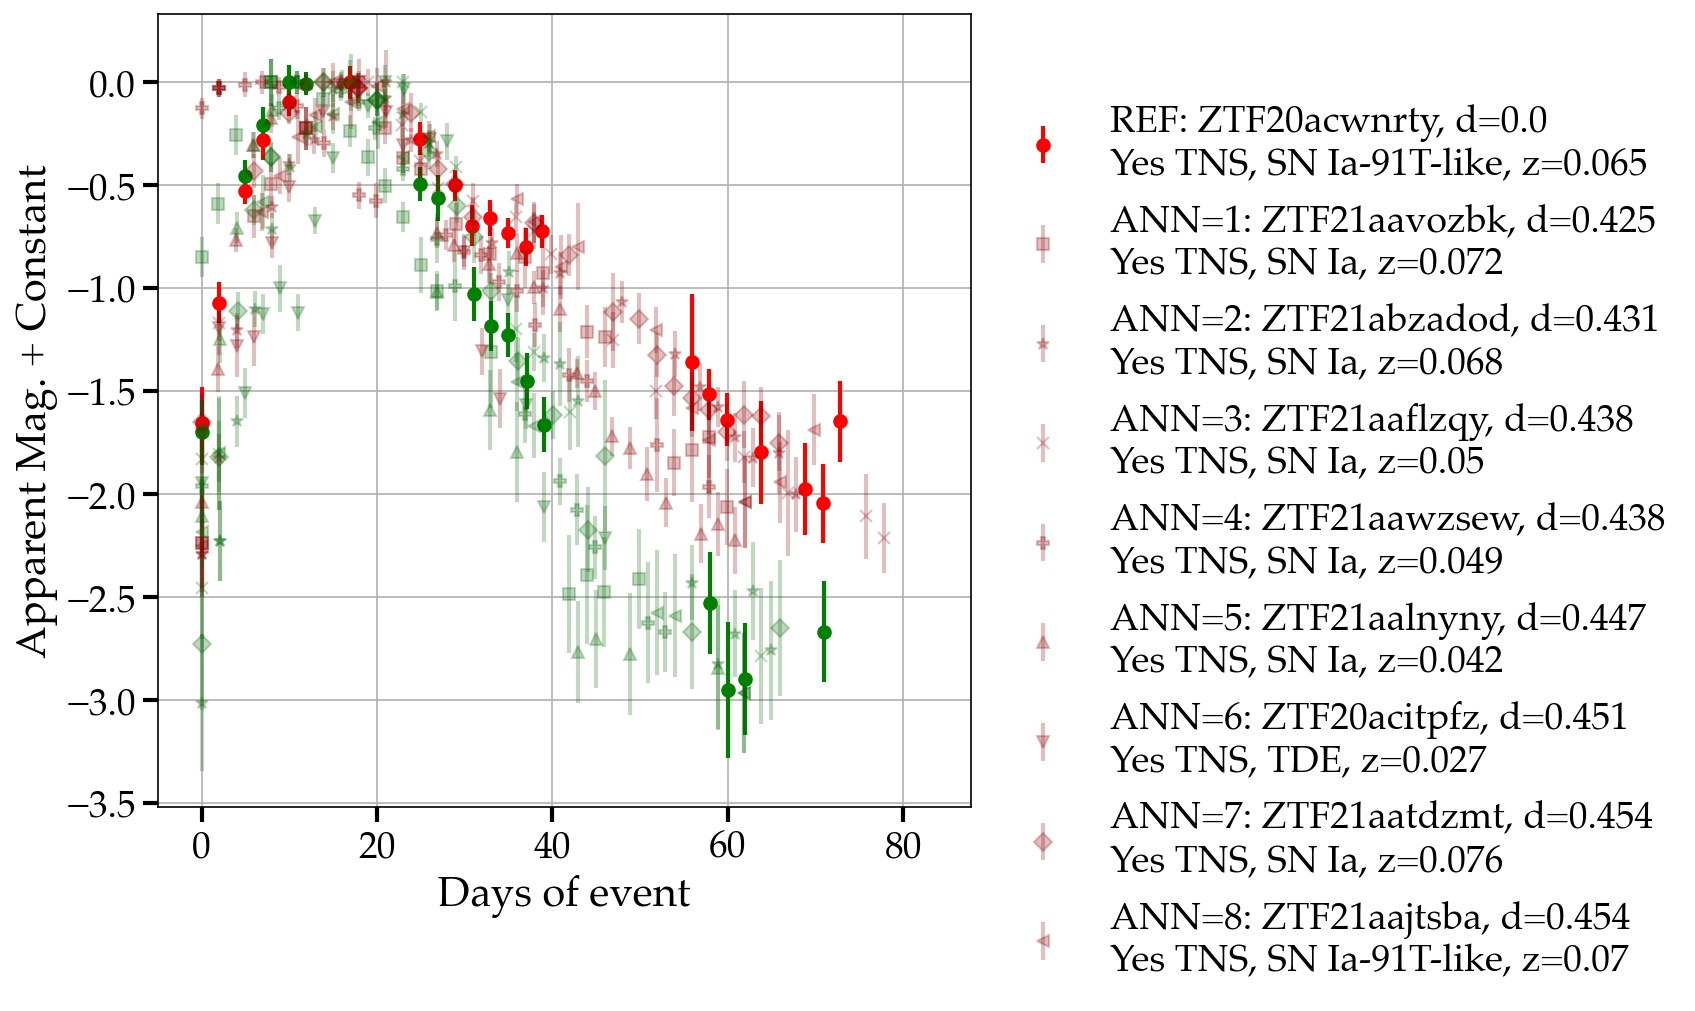 0.0
−0.5
−1.0
−1.5
−2.0
−2.5
−3.0
−3.5
Apparent Mag. + Constant
0 20 40 60 80
Days of event
REF: ZTF20acwnrty, d=0.0
Yes TNS, SN Ia-91T-like, z=0.065
ANN=1: ZTF21aavozbk, d=0.425
Yes TNS, SN Ia, z=0.072
ANN=2: ZTF21abzadod, d=0.431
Yes TNS, SN Ia, z=0.068
ANN=3: ZTF21aaflzqy, d=0.438
Yes TNS, SN Ia, z=0.05
ANN=4: ZTF21aawzsew, d=0.438
Yes TNS, SN Ia, z=0.049
ANN=5: ZTF21aalnyny, d=0.447
Yes TNS, SN Ia, z=0.042
ANN=6: ZTF20acitpfz, d=0.451
Yes TNS, TDE, z=0.027
ANN=7: ZTF21aatdzmt, d=0.454
Yes TNS, SN Ia, z=0.076
ANN=8: ZTF21aajtsba, d=0.454
Yes TNS, SN Ia-91T-like, z=0.07